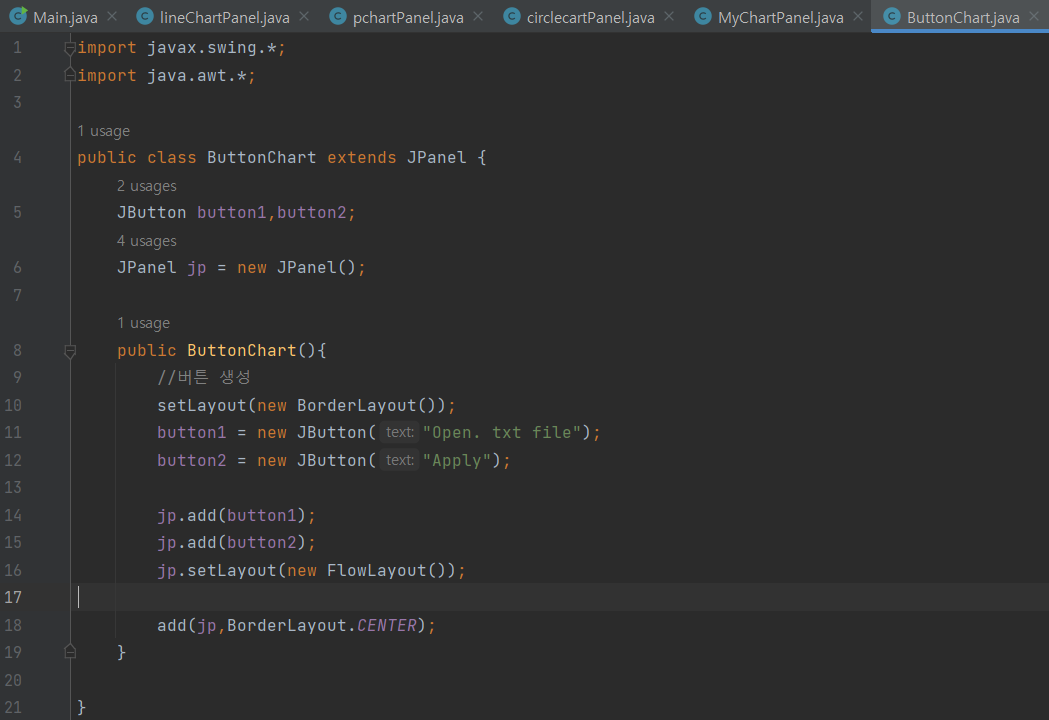 Main.java lineChartPanel.java pchartPanel.java circlecartPanel.java MyChartPanel.java ButtonChart.java
1 import javax.swing.*;
2 import java.awt.*;
3
1 usage
4 public class ButtonChart extends JPanel {
2 usages
5 JButton button1,button2;
4 usages
6 JPanel jp = new JPanel();
7
1 usage
8 public ButtonChart(){
9 //버튼 생성
10 setLayout(new BorderLayout());
11 button1 = new JButton( text: "Open. txt file");
12 button2 = new JButton( text: "Apply");
13
14 jp.add(button1);
15 jp.add(button2);
16 jp.setLayout(new FlowLayout());
17
18 add(jp,BorderLayout.CENTER);
19 }
20
21 }